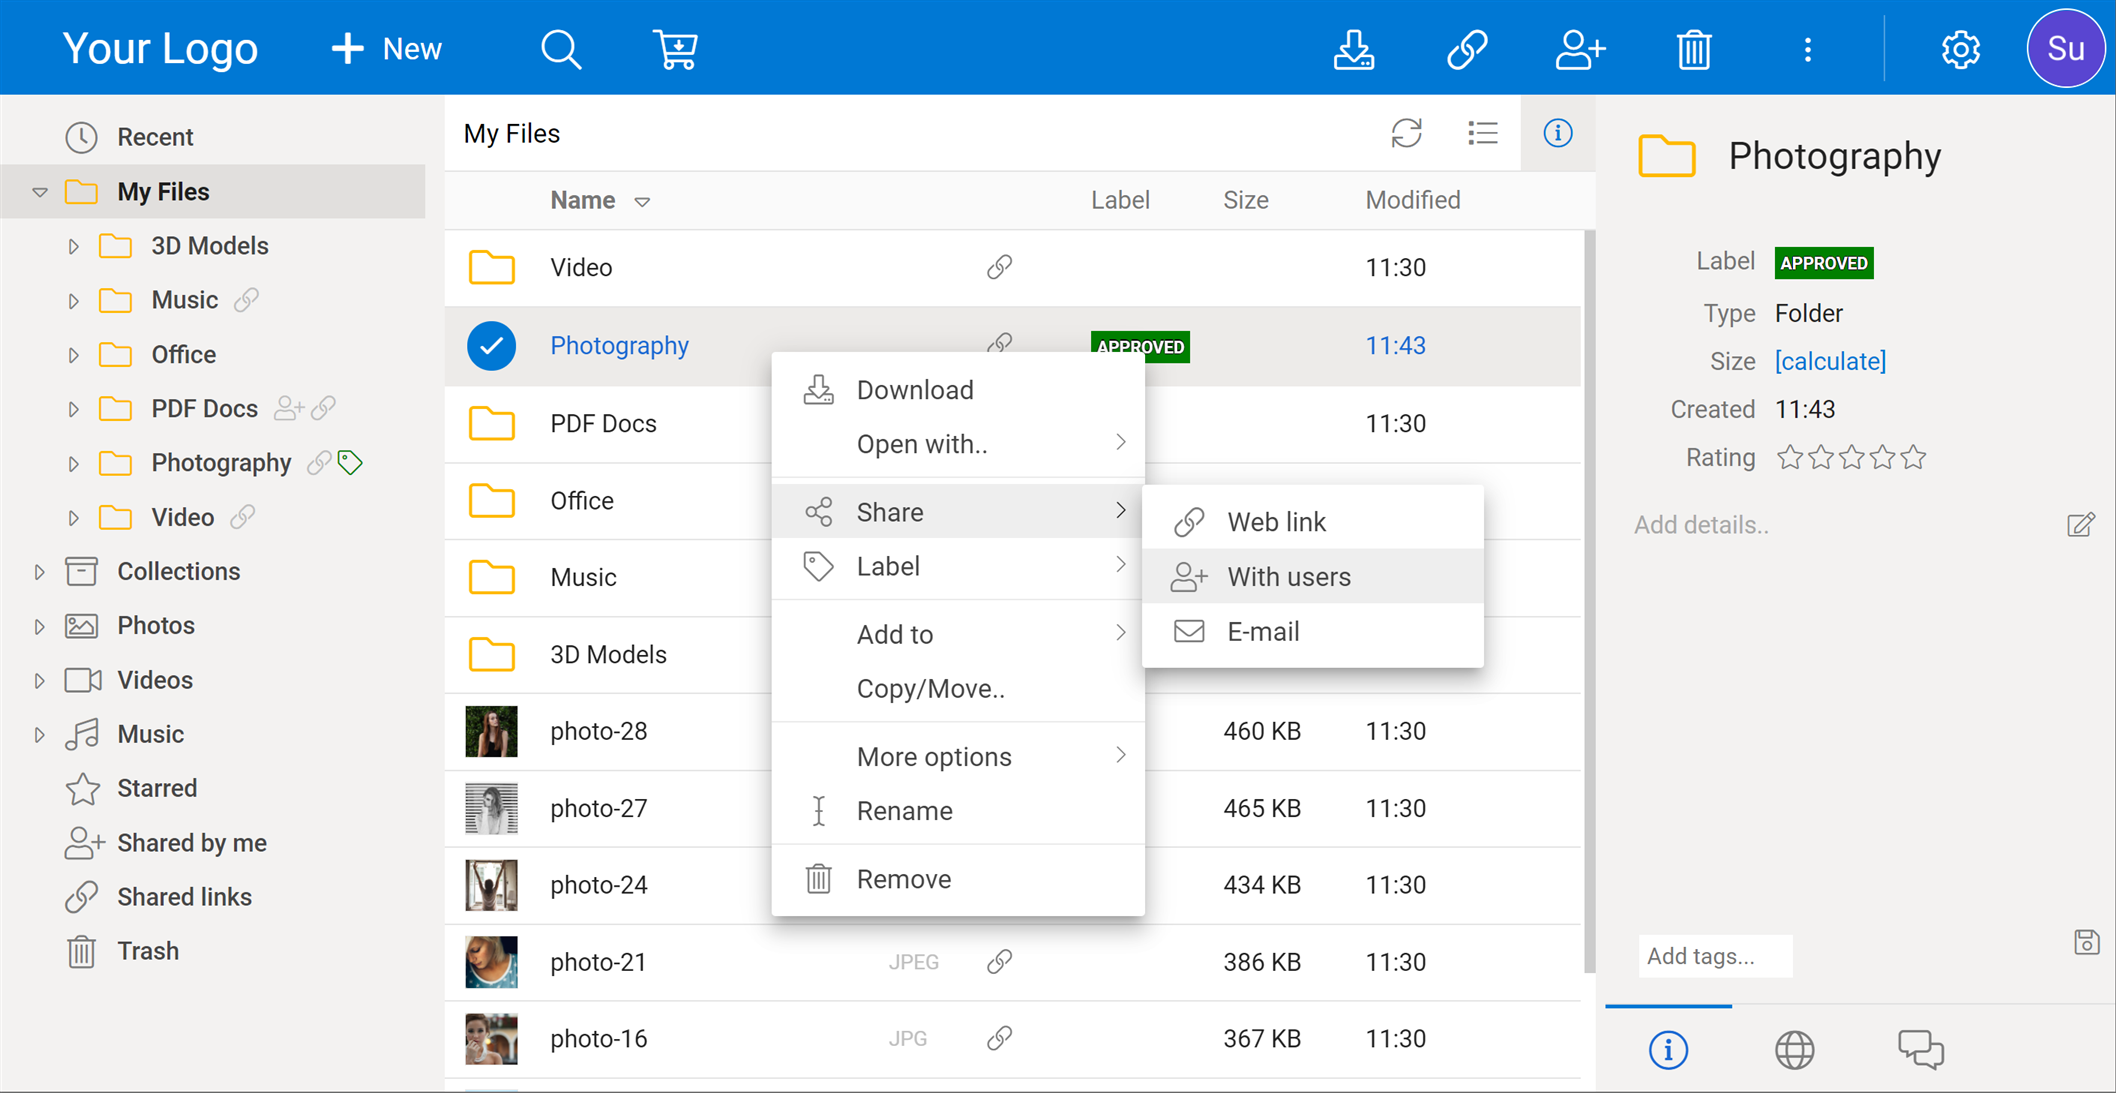 Your Logo
New
Su
Recent
My Files
3D Models
Music
Office
PDF Docs
Photography
Video
Collections
Photos
Videos
Music
Starred
Shared by me
Shared links
Trash
My Files
Name Label Size Modified
Video 11:30
Photography APPROVED 11:43
PDF Docs 11:30
Office
Music
3D Models
photo-28 460 KB 11:30
photo-27 465 KB 11:30
photo-24 434 KB 11:30
photo-21 JPEG 386 KB 11:30
photo-16 JPG 367 KB 11:30
Download
Open with..
Share
Label
Add to
Copy/Move..
More options
Rename
Remove
Web link
With users
E-mail
Photography
Label APPROVED
Type Folder
Size [calculate]
Created 11:43
Rating
Add details..
Add tags...